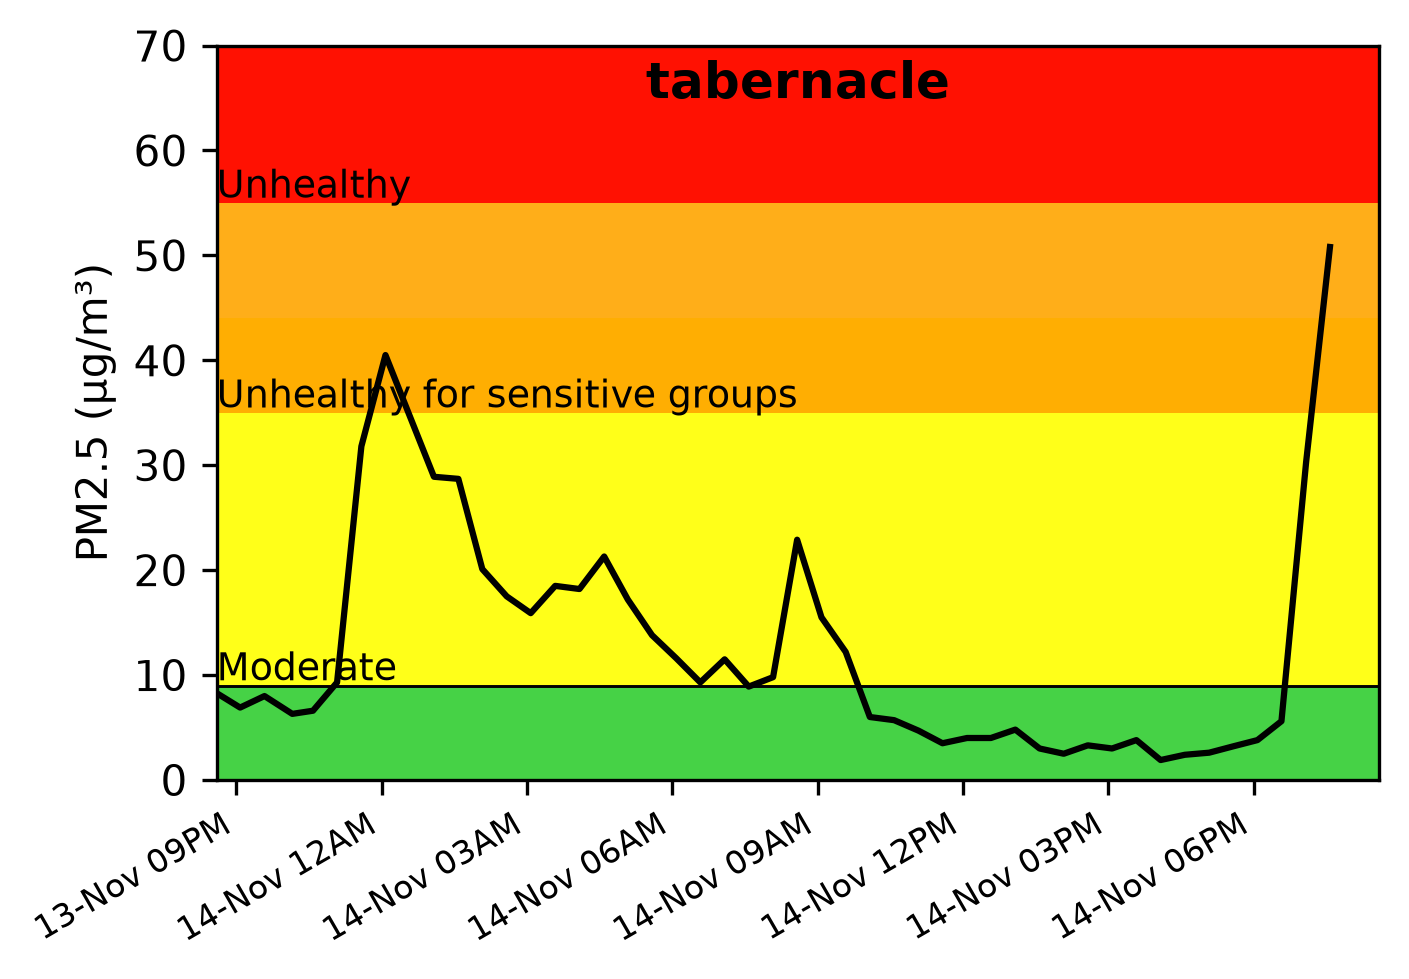 tabernacle
70
60
Unhealthy
50
40
Unhealthy for sensitive groups
30
20
Moderate
10
0
PM2.5 (µg/m³)
13-Nov 09PM
14-Nov 12AM
14-Nov 03AM
14-Nov 06AM
14-Nov 09AM
14-Nov 12PM
14-Nov 03PM
14-Nov 06PM